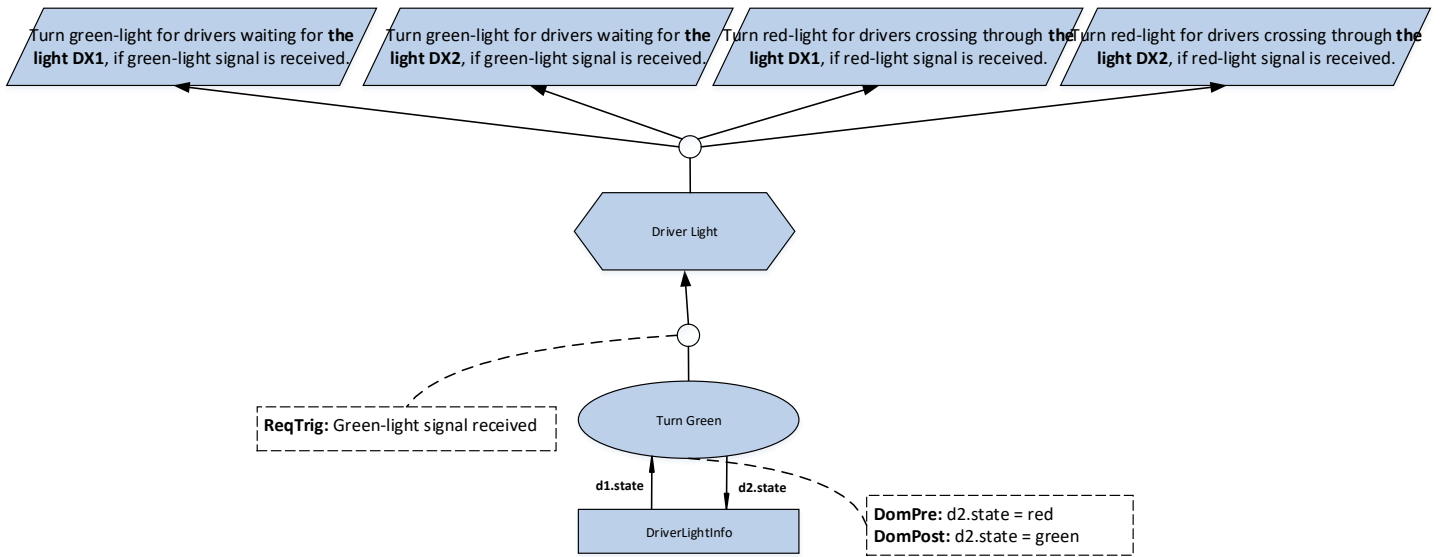 Turn green-light for drivers waiting for the
light DX1, if green-light signal is received.
Turn green-light for drivers waiting for the
light DX2, if green-light signal is received.
Turn red-light for drivers crossing through the
light DX1, if red-light signal is received.
Turn red-light for drivers crossing through the
light DX2, if red-light signal is received.
Driver Light
ReqTrig: Green-light signal received
Turn Green
d1.state
d2.state
DriverLightInfo
DomPre: d2.state = red
DomPost: d2.state = green